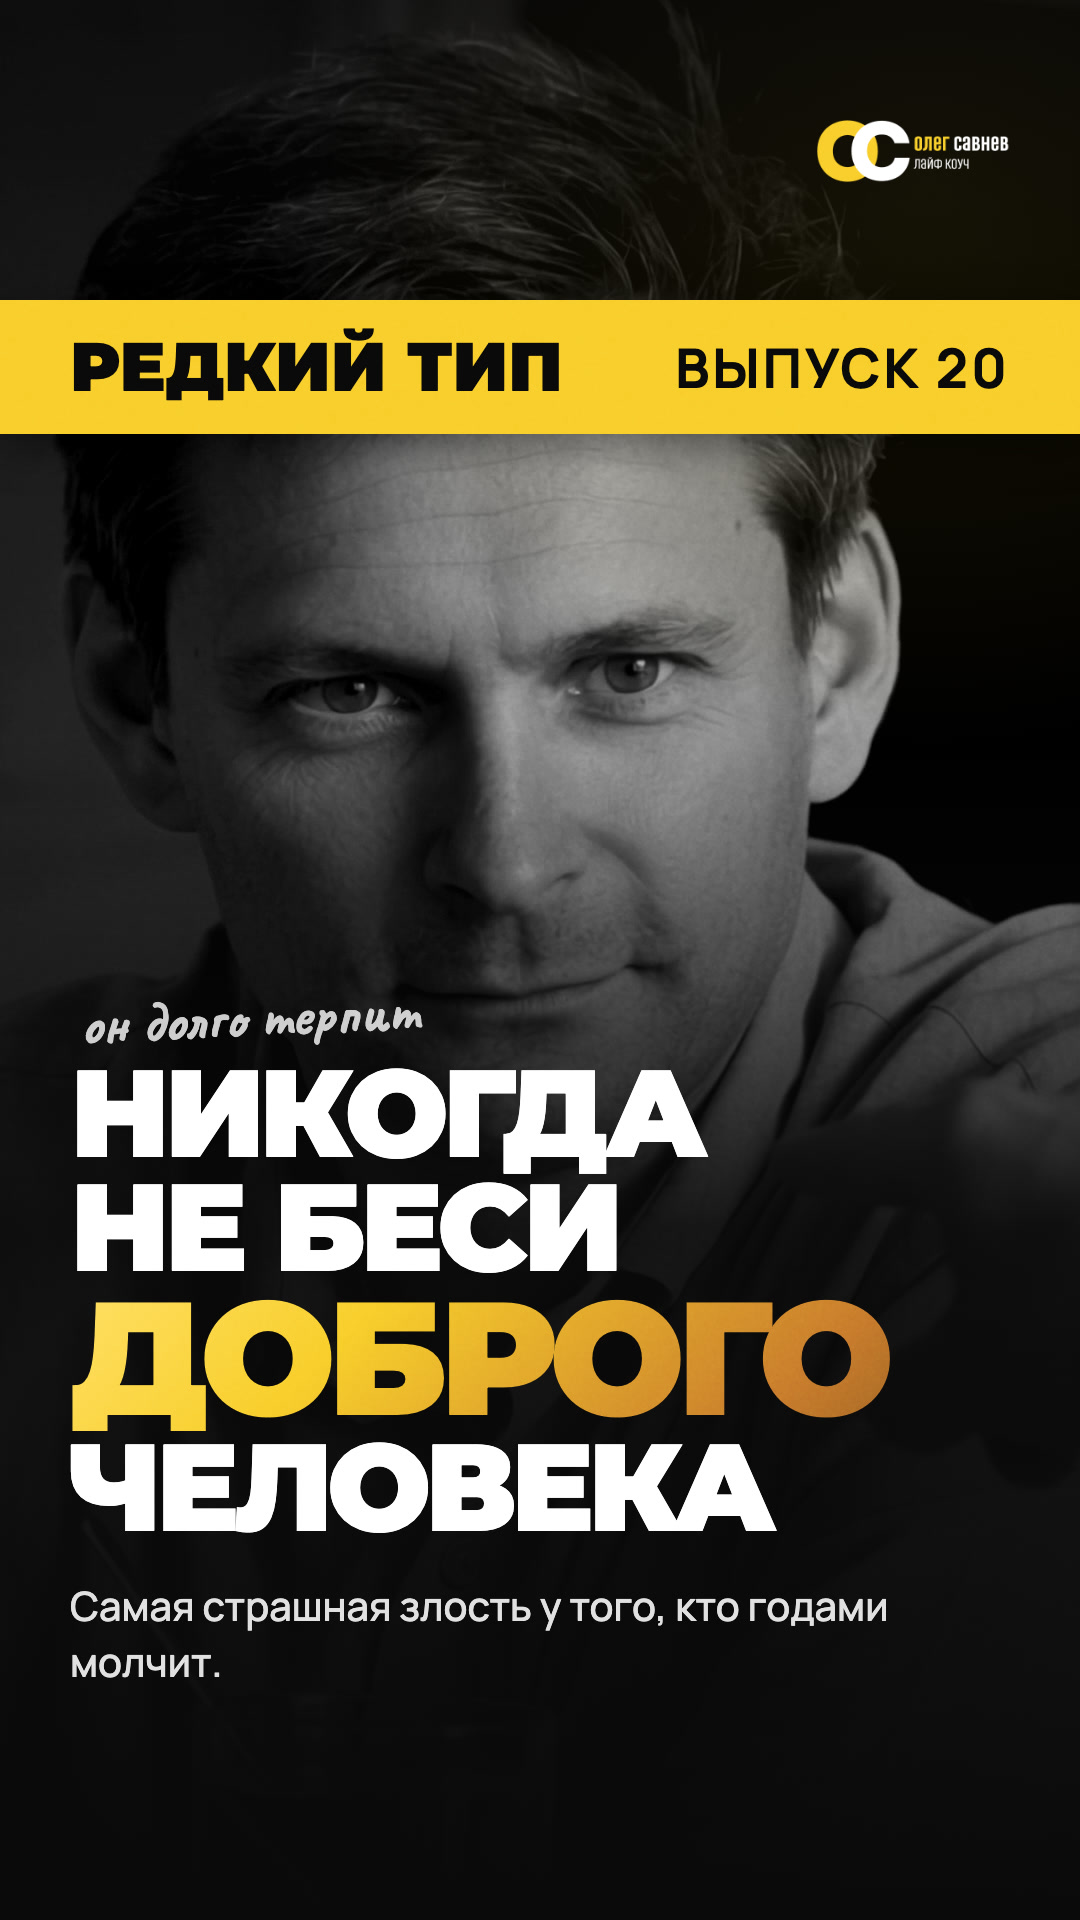 ОС олег савнев
лайф коуч
РЕДКИЙ ТИП ВЫПУСК 20
он долго терпит
НИКОГДА
НЕ БЕСИ
ДОБРОГО
ЧЕЛОВЕКА
Самая страшная злость у того, кто годами
молчит.